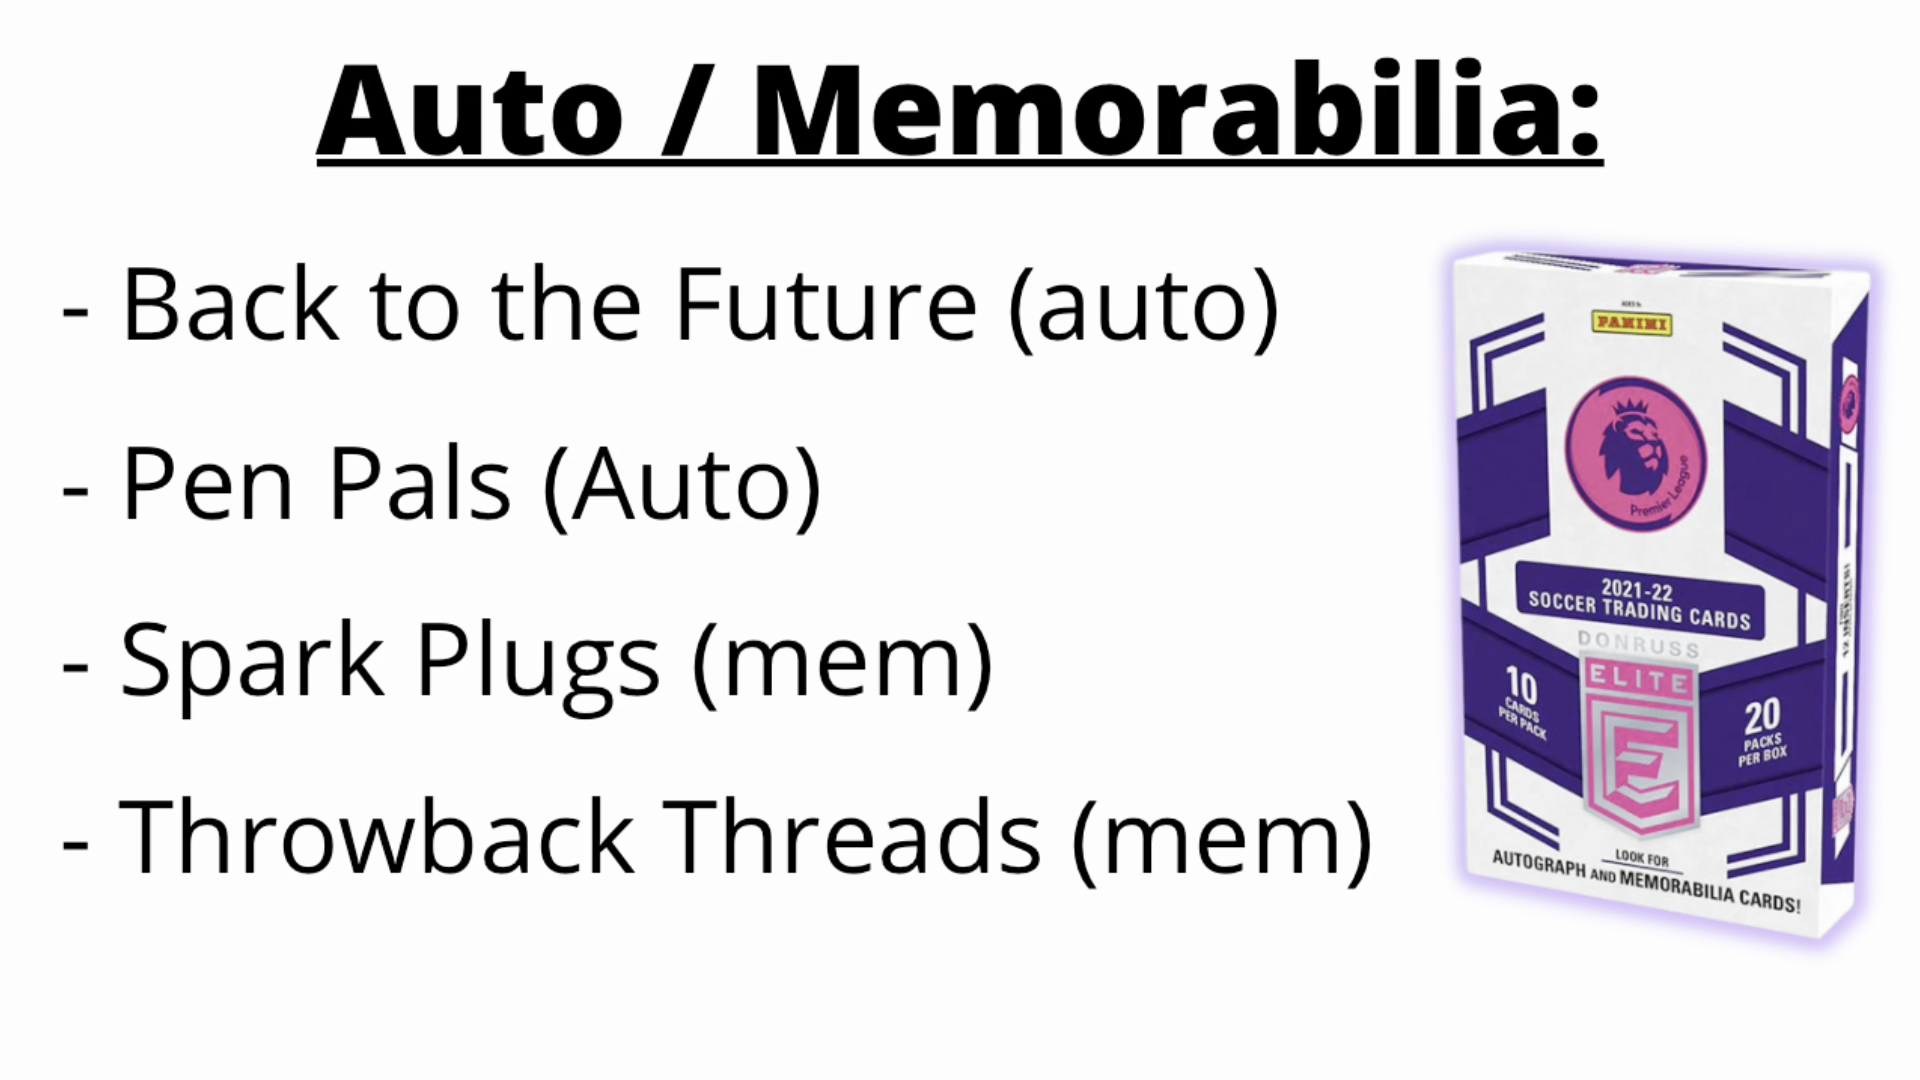 Auto / Memorabilia:
- Back to the Future (auto)
- Pen Pals (Auto)
- Spark Plugs (mem)
- Throwback Threads (mem)
PANINI
Premier League
2021-22
SOCCER TRADING CARDS
DONRUSS
ELITE
10
CARDS
PER PACK
20
PACKS
PER BOX
LOOK FOR
AUTOGRAPH AND MEMORABILIA CARDS!